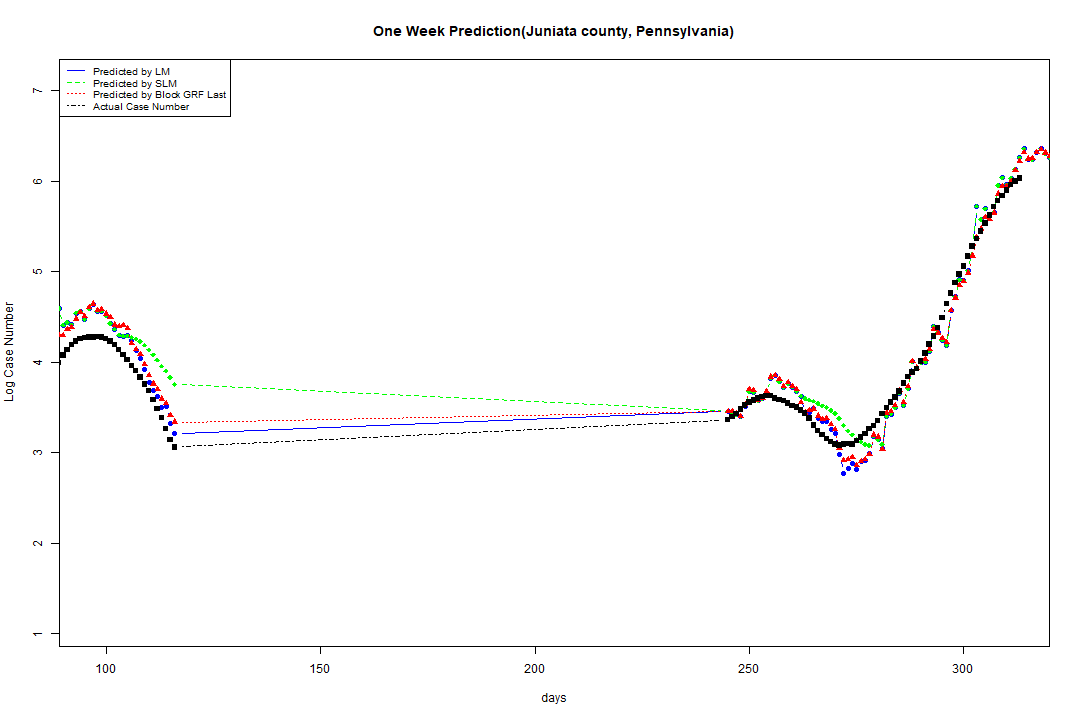 One Week Prediction(Juniata county, Pennsylvania)
Predicted by LM
Predicted by SLM
Predicted by Block GRF Last
Actual Case Number
7
6
5
4
3
2
1
Log Case Number
100 150 200 250 300
days